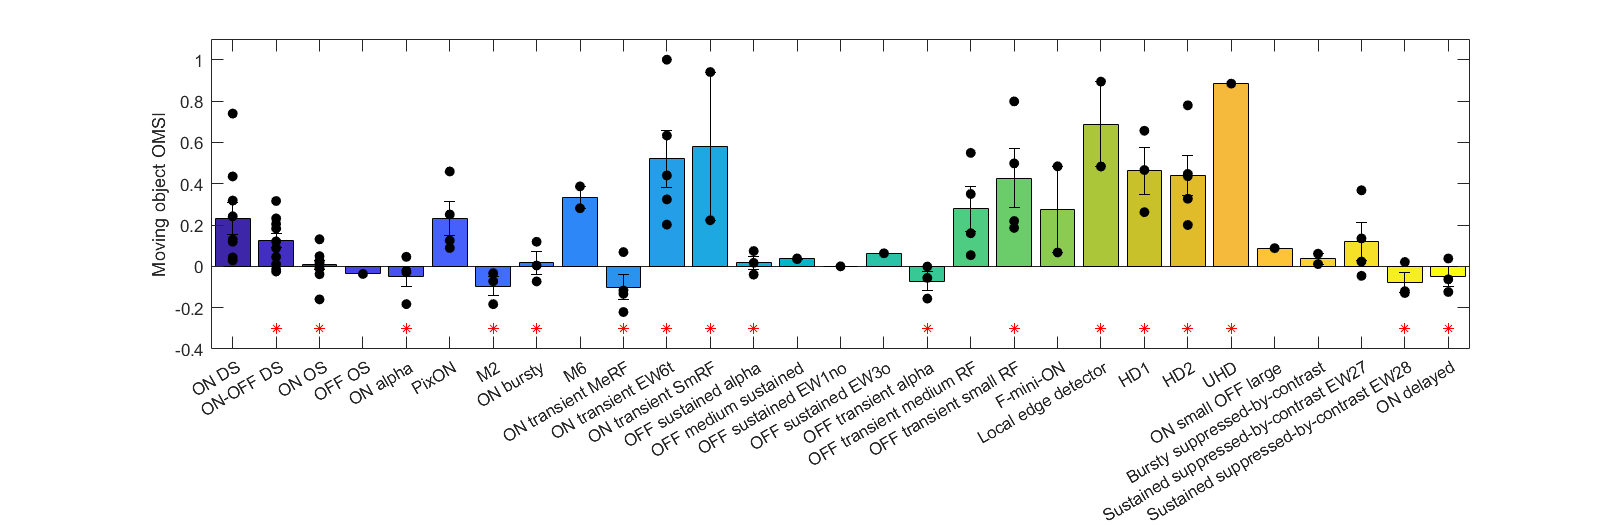 Moving object OMSI
1
0.8
0.6
0.4
0.2
0
-0.2
-0.4
ON DS
ON-OFF DS
ON OS
OFF OS
ON alpha
PixON
M2
ON bursty
M6
ON transient MeRF
ON transient EW6t
ON transient SmRF
OFF sustained alpha
OFF medium sustained
OFF sustained EW1no
OFF sustained EW3o
OFF transient alpha
OFF transient medium RF
OFF transient small RF
F-mini-ON
Local edge detector
HD1
HD2
UHD
ON small OFF large
Bursty suppressed-by-contrast
Sustained suppressed-by-contrast EW27
Sustained suppressed-by-contrast EW28
ON delayed